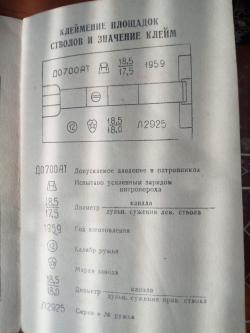 КЛЕЙМЕНИЕ ПЛОЩАДОК
СТВОЛОВ И ЗНАЧЕНИЕ КЛЕЙМ
ДО700АТ 18,5 1959
17,5
12 18,5 Л2925
18,0
ДО700АТ Допускаемое давление в патроннике
Испытано усиленным зарядом
нитропороха
18,5 Диаметр канала
17,5 дульн. сужения лев. ствола
1959 Год изготовления
Калибр ружья
Марка завода
18,5 Диаметр канала
18,0 дульн. сужения прав. ствола
Л2925 Серия и № ружья